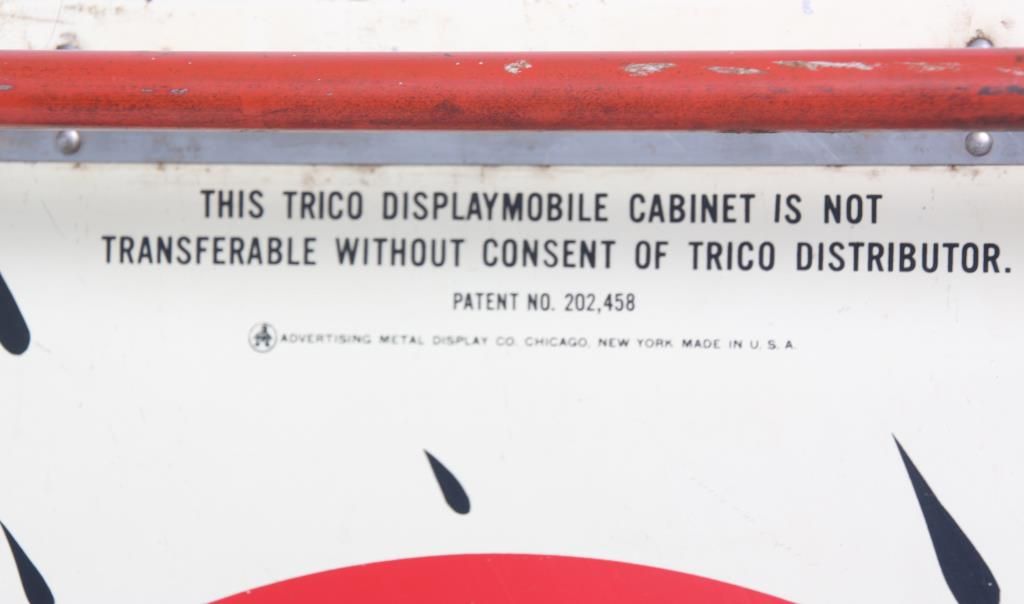 THIS TRICO DISPLAYMOBILE CABINET IS NOT
TRANSFERABLE WITHOUT CONSENT OF TRICO DISTRIBUTOR.
PATENT NO. 202,458
ADVERTISING METAL DISPLAY CO. CHICAGO, NEW YORK MADE IN U. S. A.